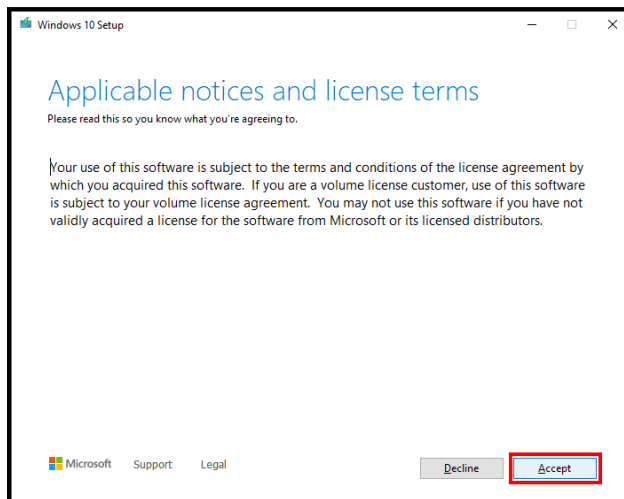 Windows 10 Setup
Applicable notices and license terms
Please read this so you know what you're agreeing to.
Your use of this software is subject to the terms and conditions of the license agreement by
which you acquired this software.  If you are a volume license customer, use of this software
is subject to your volume license agreement.  You may not use this software if you have not
validly acquired a license for the software from Microsoft or its licensed distributors.
Microsoft Support Legal Decline Accept